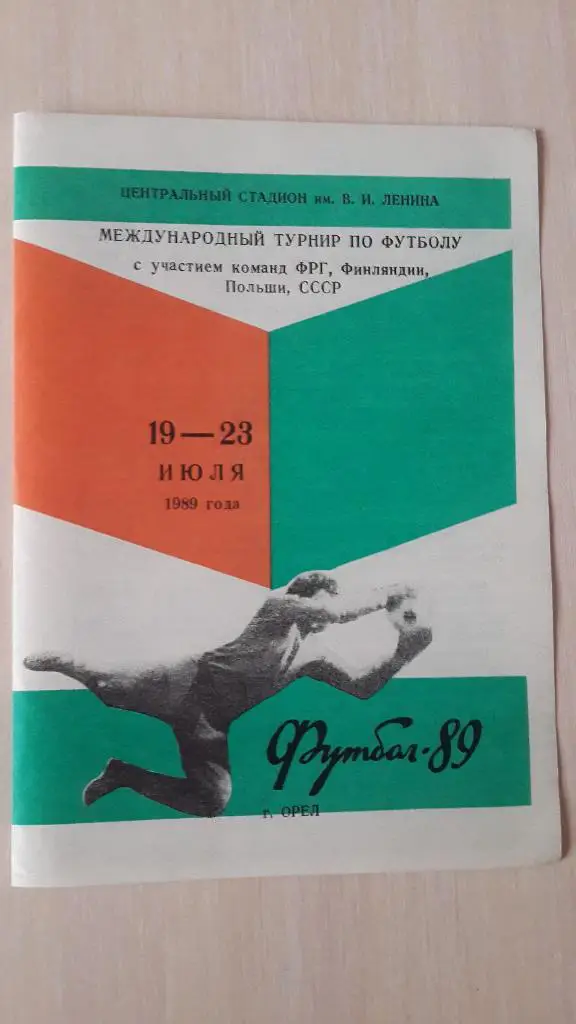 ЦЕНТРАЛЬНЫЙ СТАДИОН им. В. И. ЛЕНИНА
МЕЖДУНАРОДНЫЙ ТУРНИР ПО ФУТБОЛУ
с участием команд ФРГ, Финляндии,
Польши, СССР
19—23
ИЮЛЯ
1989 года
Футбол-89
г. ОРЕЛ